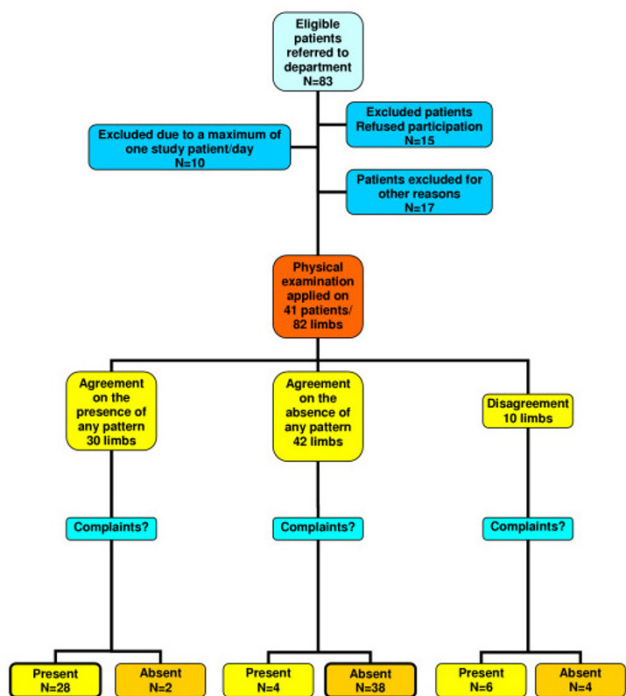 Eligible
patients
referred to
department
N=83
Excluded patients
Refused participation
N=15
Excluded due to a maximum of
one study patient/day
N=10
Patients excluded for
other reasons
N=17
Physical
examination
applied on
41 patients/
82 limbs
Agreement
on the
presence of
any pattern
30 limbs
Agreement
on the
absence of
any pattern
42 limbs
Disagreement
10 limbs
Complaints?
Complaints?
Complaints?
Present
N=28
Absent
N=2
Present
N=4
Absent
N=38
Present
N=6
Absent
N=4